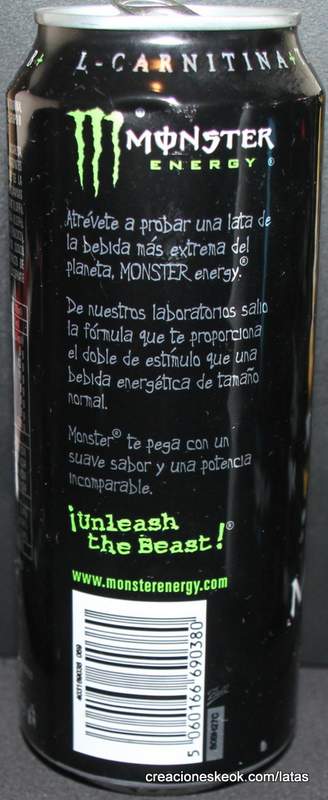 L-CARNITINA+
MONSTER
ENERGY®
Atrévete a probar una lata de
la bebida más extrema del
planeta, MONSTER energy.®
De nuestros laboratorios salio
la fórmula que te proporciona
el doble de estímulo que una
bebida energética de tamaño
normal.
Monster® te pega con un
suave sabor y una potencia
incomparable.
¡Unleash
the Beast!®
www.monsterenergy.com
5 060166 690380
creacioneskeok.com/latas